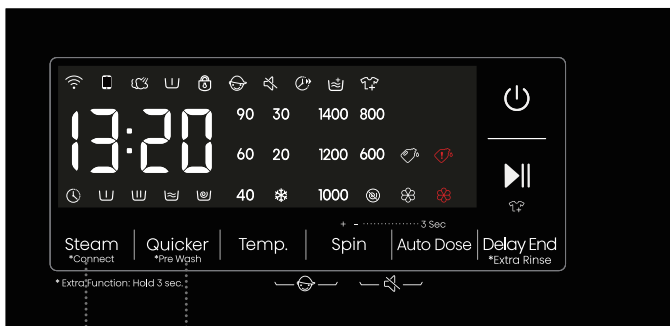 13:20
90 30 1400 800
60 20 1200 600
40 1000
+ - 3 Sec
Steam Quicker Temp. Spin Auto Dose Delay End
*Connect *Pre Wash *Extra Rinse
* Extra Function: Hold 3 sec.